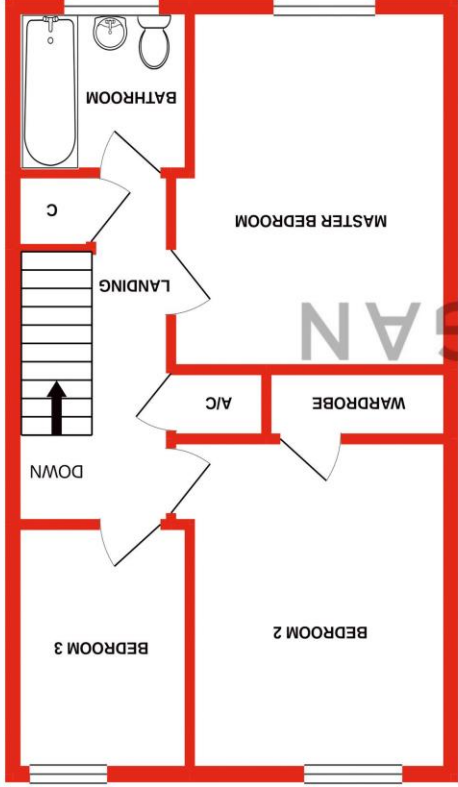 BEDROOM 2
BEDROOM 3
DOWN
WARDROBE
A/C
LANDING
MASTER BEDROOM
C
BATHROOM